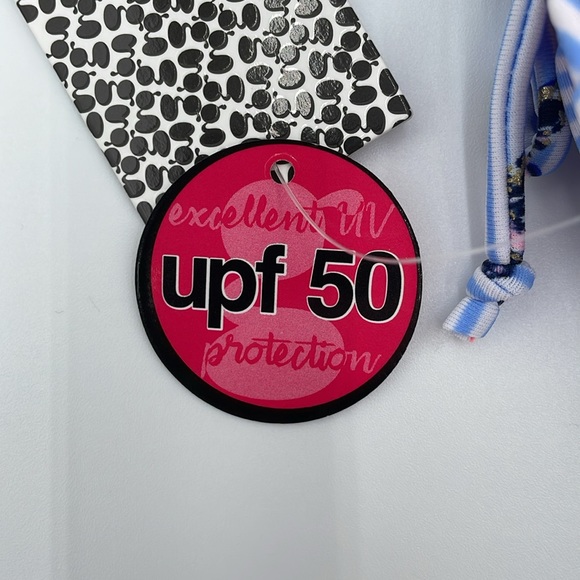 excellent UV
upf 50
protection